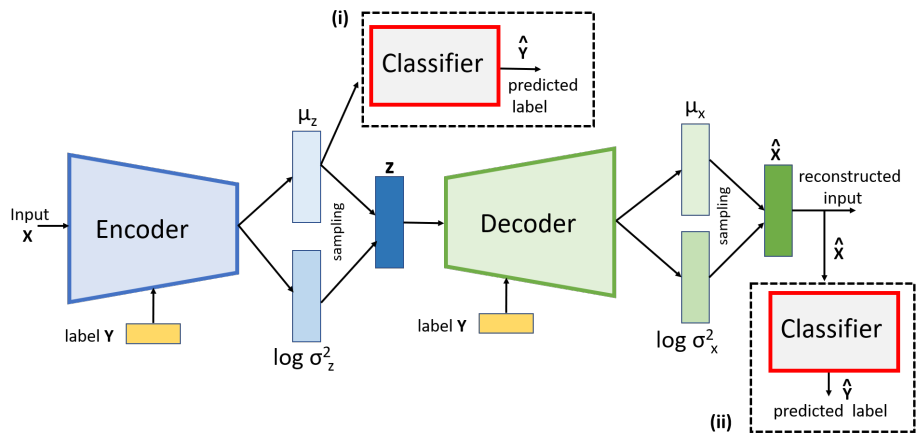 (i)
Classifier
Ŷ
predicted
label
μz
z
μx
X̂
reconstructed
input
Input
X
Encoder
sampling
Decoder
sampling
X̂
label Y
label Y
log σ²z
log σ²x
Classifier
Ŷ
predicted label
(ii)